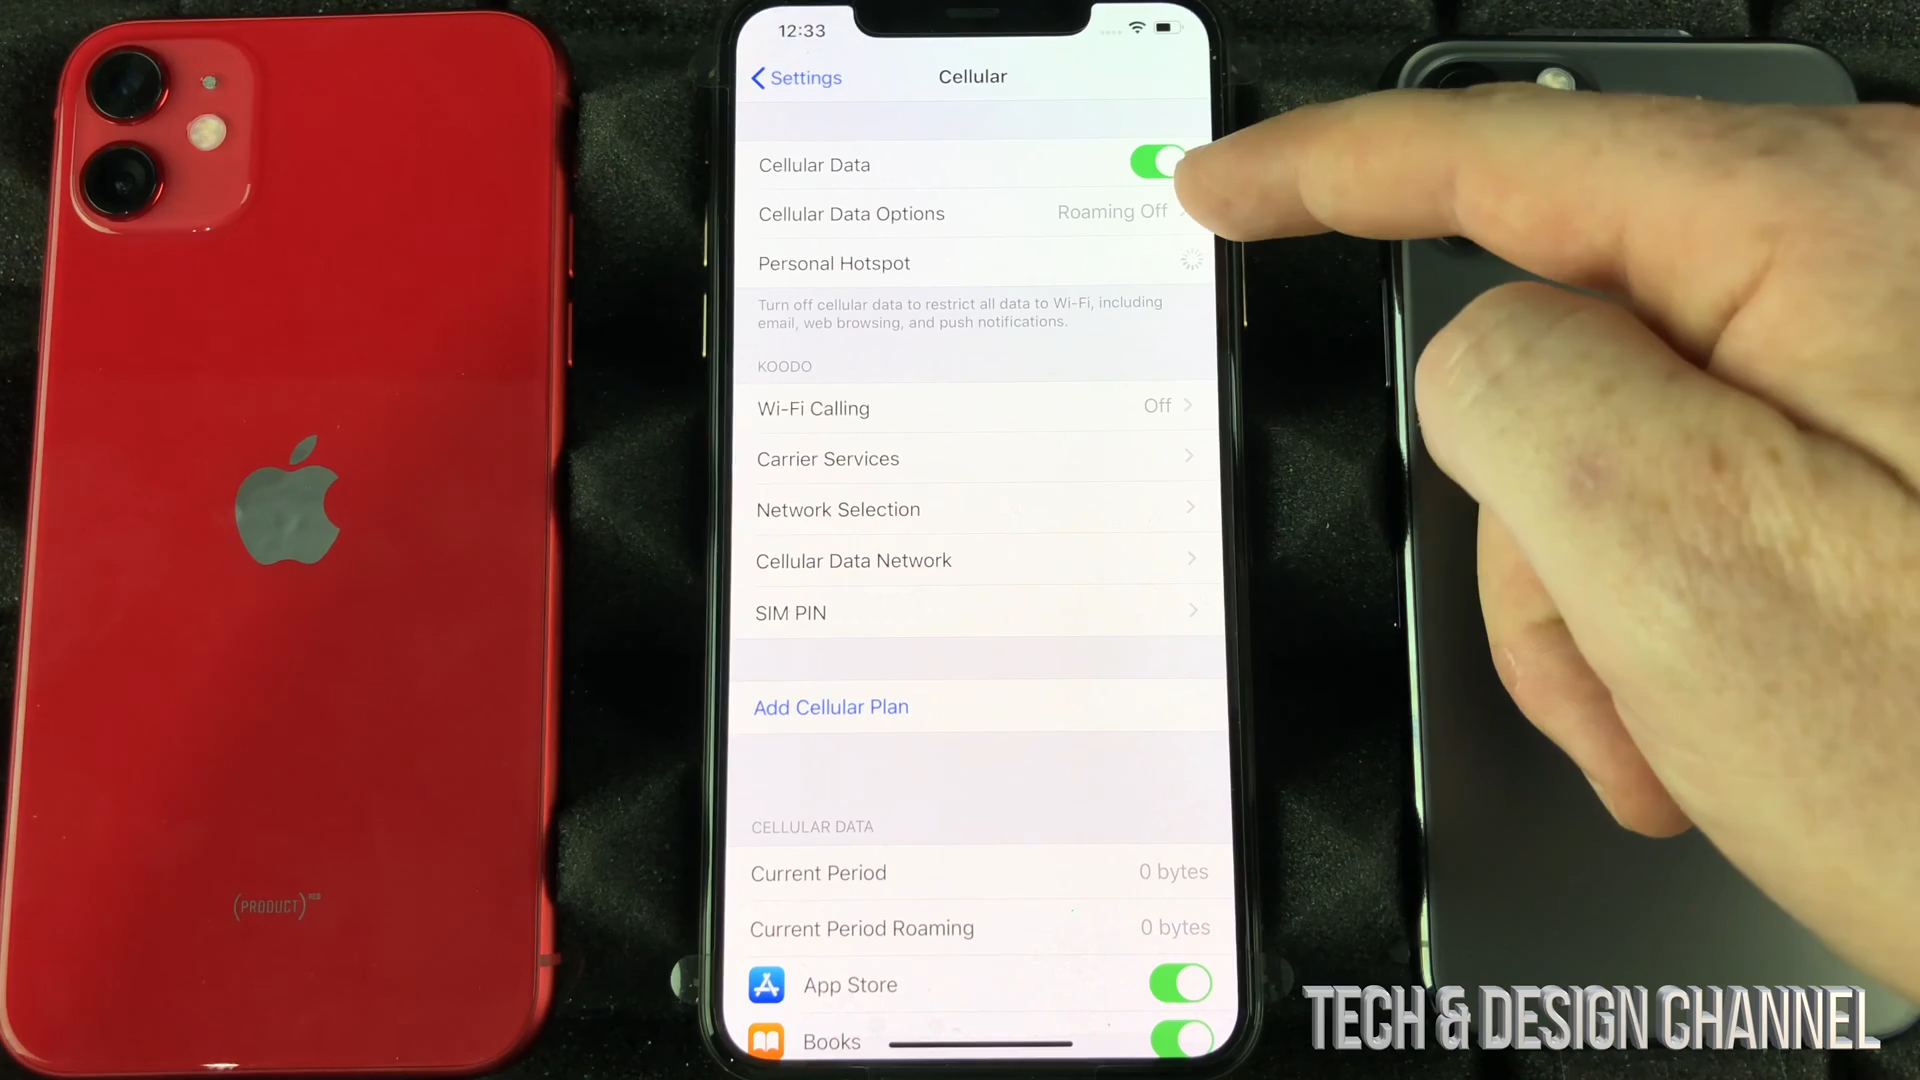 12:33
Settings
Cellular
Cellular Data
Cellular Data Options
Roaming Off
Personal Hotspot
Turn off cellular data to restrict all data to Wi-Fi, including
email, web browsing, and push notifications.
KOODO
Wi-Fi Calling
Off
Carrier Services
Network Selection
Cellular Data Network
SIM PIN
Add Cellular Plan
CELLULAR DATA
Current Period
0 bytes
Current Period Roaming
0 bytes
App Store
Books
(PRODUCT)RED
TECH & DESIGN CHANNEL